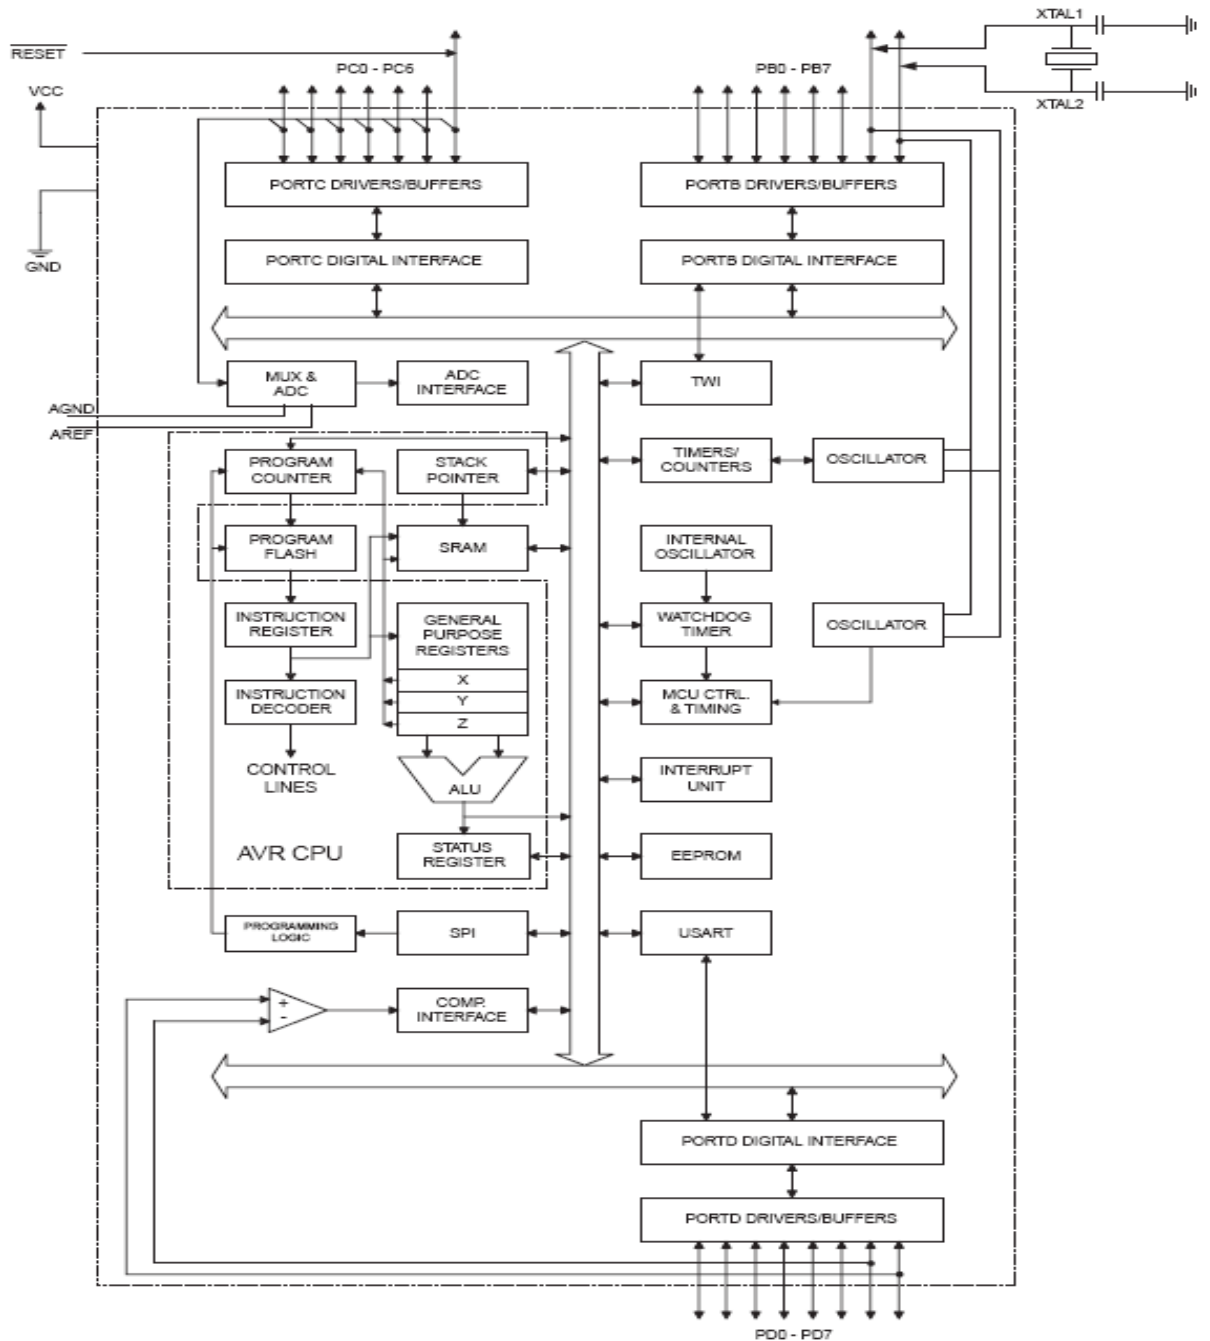 XTAL1
RESET
PC0 - PC6
PB0 - PB7
VCC
XTAL2
PORTC DRIVERS/BUFFERS
PORTB DRIVERS/BUFFERS
GND
PORTC DIGITAL INTERFACE
PORTB DIGITAL INTERFACE
MUX &
ADC
ADC
INTERFACE
TWI
AGND
AREF
PROGRAM
COUNTER
STACK
POINTER
TIMERS/
COUNTERS
OSCILLATOR
PROGRAM
FLASH
SRAM
INTERNAL
OSCILLATOR
INSTRUCTION
REGISTER
GENERAL
PURPOSE
REGISTERS
WATCHDOG
TIMER
OSCILLATOR
X
Y
Z
INSTRUCTION
DECODER
MCU CTRL.
& TIMING
CONTROL
LINES
ALU
INTERRUPT
UNIT
AVR CPU
STATUS
REGISTER
EEPROM
PROGRAMMING
LOGIC
SPI
USART
+
-
COMP.
INTERFACE
PORTD DIGITAL INTERFACE
PORTD DRIVERS/BUFFERS
PD0 - PD7